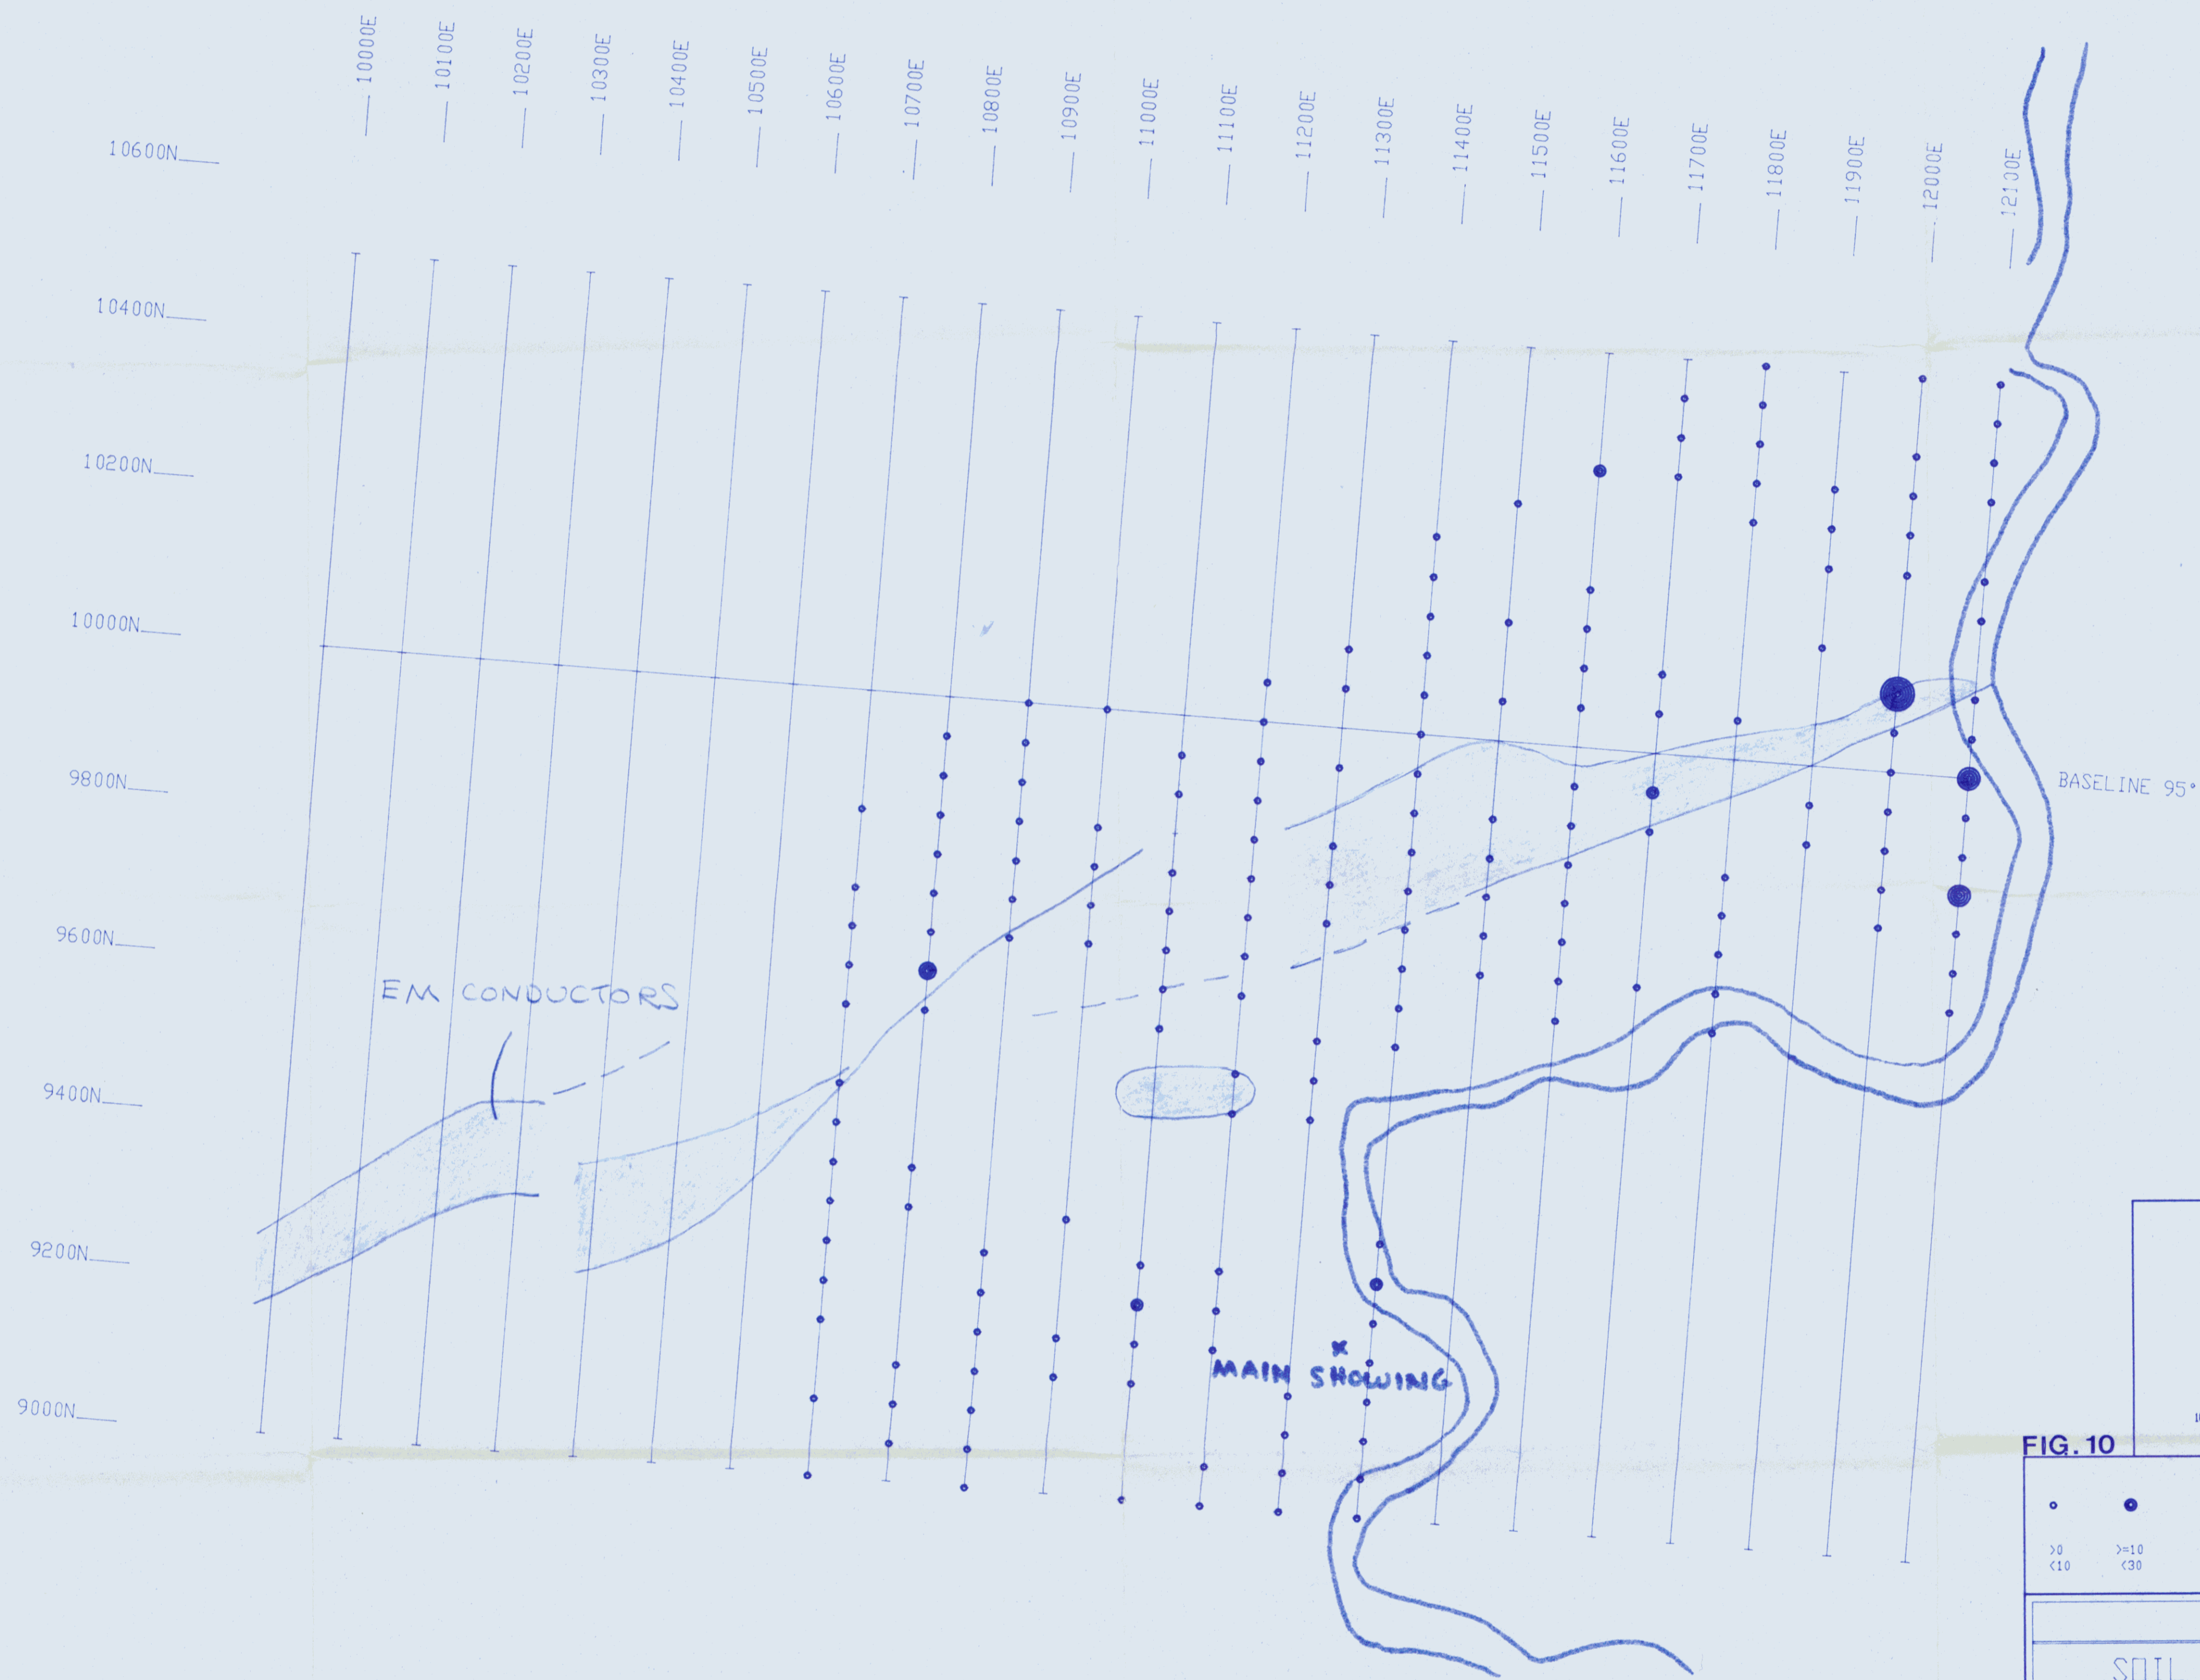 10000E
10100E
10200E
10300E
10400E
10500E
10600E
10700E
10800E
10900E
11000E
11100E
11200E
11300E
11400E
11500E
11600E
11700E
11800E
11900E
12000E
12100E
10600N
10400N
10200N
10000N
9800N
BASELINE 95°
9600N
EM CONDUCTORS
9400N
9200N
x
MAIN SHOWING
9000N
FIG. 10
>0 >=10
<10 <30
SOIL